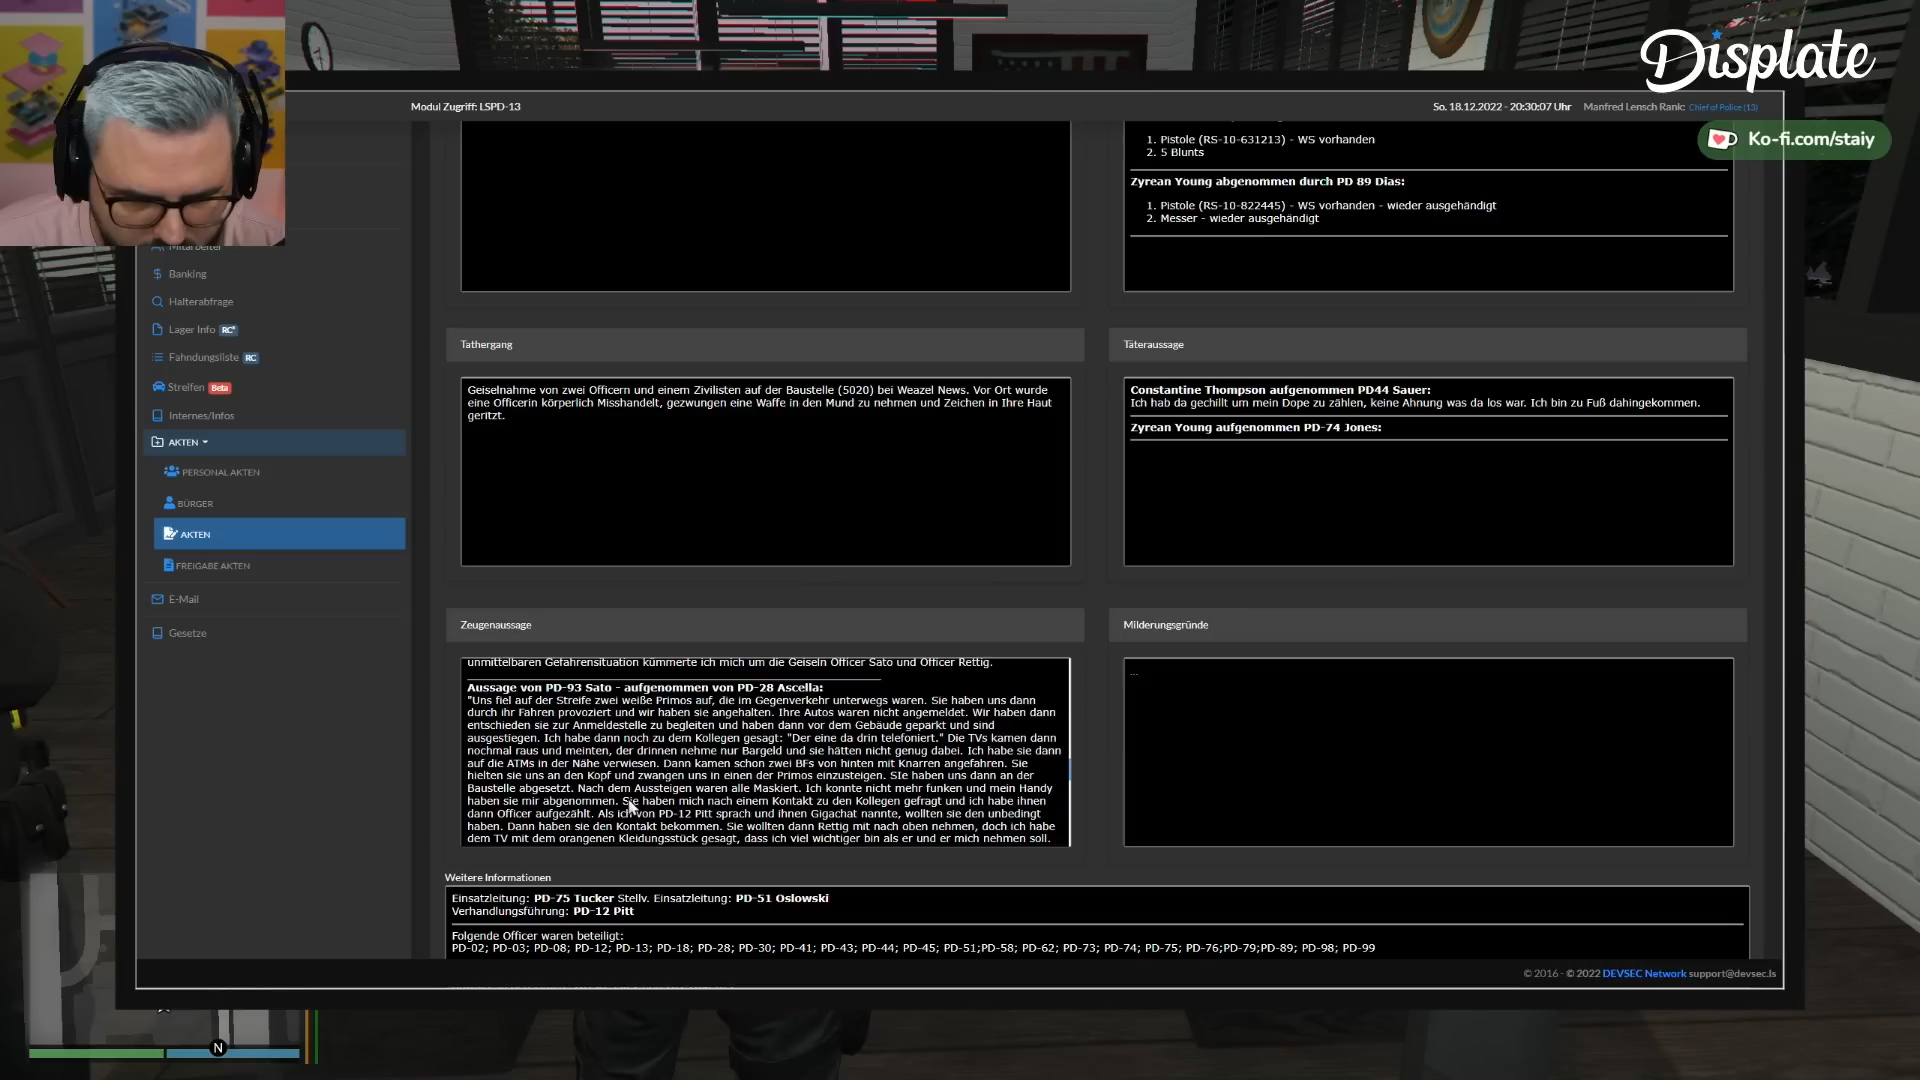 Displate
Modul Zugriff: LSPD-13
So. 18.12.2022 - 20:30:07 Uhr
Manfred Lensch Rank: Chief of Police (13)
Ko-fi.com/staiy
1. Pistole (RS-10-631213) - WS vorhanden
2. 5 Blunts
Zyrean Young abgenommen durch PD 89 Dias:
1. Pistole (RS-10-822445) - WS vorhanden - wieder ausgehändigt
2. Messer - wieder ausgehändigt
Mitarbeiter
Banking
Halterabfrage
Lager Info RC*
Fahndungsliste RC
Streifen Beta
Internes/Infos
AKTEN
PERSONAL AKTEN
BÜRGER
AKTEN
FREIGABE AKTEN
E-Mail
Gesetze
Tathergang
Geiselnahme von zwei Officern und einem Zivilisten auf der Baustelle (5020) bei Weazel News. Vor Ort wurde
eine Officerin körperlich Misshandelt, gezwungen eine Waffe in den Mund zu nehmen und Zeichen in Ihre Haut
geritzt.
Täteraussage
Constantine Thompson aufgenommen PD44 Sauer:
Ich hab da gechillt um mein Dope zu zählen, keine Ahnung was da los war. Ich bin zu Fuß dahingekommen.
Zyrean Young aufgenommen PD-74 Jones:
Zeugenaussage
unmittelbaren Gefahrensituation kümmerte ich mich um die Geiseln Officer Sato und Officer Rettig.
Aussage von PD-93 Sato - aufgenommen von PD-28 Ascella:
"Uns fiel auf der Streife zwei weiße Primos auf, die im Gegenverkehr unterwegs waren. Sie haben uns dann
durch ihr Fahren provoziert und wir haben sie angehalten. Ihre Autos waren nicht angemeldet. Wir haben dann
entschieden sie zur Anmeldestelle zu begleiten und haben dann vor dem Gebäude geparkt und sind
ausgestiegen. Ich habe dann noch zu dem Kollegen gesagt: "Der eine da drin telefoniert." Die TVs kamen dann
nochmal raus und meinten, der drinnen nehme nur Bargeld und sie hätten nicht genug dabei. Ich habe sie dann
auf die ATMs in der Nähe verwiesen. Dann kamen schon zwei BFs von hinten mit Knarren angefahren. Sie
hielten sie uns an den Kopf und zwangen uns in einen der Primos einzusteigen. SIe haben uns dann an der
Baustelle abgesetzt. Nach dem Aussteigen waren alle Maskiert. Ich konnte nicht mehr funken und mein Handy
haben sie mir abgenommen. Sie haben mich nach einem Kontakt zu den Kollegen gefragt und ich habe ihnen
dann Officer aufgezählt. Als ich von PD-12 Pitt sprach und ihnen Gigachat nannte, wollten sie den unbedingt
haben. Dann haben sie den Kontakt bekommen. Sie wollten dann Rettig mit nach oben nehmen, doch ich habe
dem TV mit dem orangenen Kleidungsstück gesagt, dass ich viel wichtiger bin als er und er mich nehmen soll.
Milderungsgründe
...
Weitere Informationen
Einsatzleitung: PD-75 Tucker Stellv. Einsatzleitung: PD-51 Oslowski
Verhandlungsführung: PD-12 Pitt
Folgende Officer waren beteiligt:
PD-02; PD-03; PD-08; PD-12; PD-13; PD-18; PD-28; PD-30; PD-41; PD-43; PD-44; PD-45; PD-51;PD-58; PD-62; PD-73; PD-74; PD-75; PD-76;PD-79;PD-89; PD-98; PD-99
© 2016 - © 2022 DEVSEC Network support@devsec.ls
N